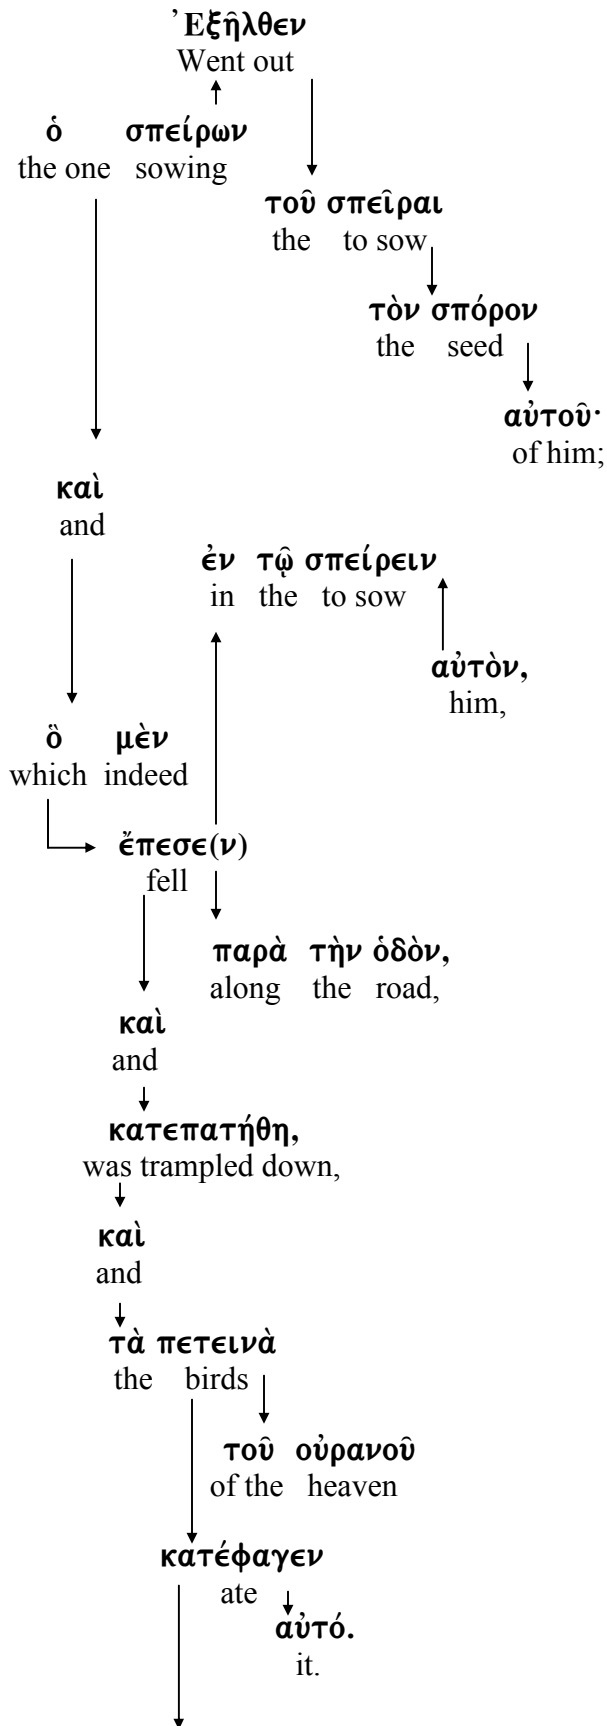 Ἐξῆλθεν
Went out
ὁ σπείρων
the one sowing
τοῦ σπεῖραι
the to sow
τὸν σπόρον
the seed
αὐτοῦ·
of him;
καὶ
and
ἐν τῷ σπείρειν
in the to sow
αὐτὸν,
him,
ὃ μὲν
which indeed
ἔπεσε(ν)
fell
παρὰ τὴν ὁδὸν,
along the road,
καὶ
and
κατεπατήθη,
was trampled down,
καὶ
and
τὰ πετεινὰ
the birds
τοῦ οὐρανοῦ
of the heaven
κατέφαγεν
ate
αὐτό.
it.